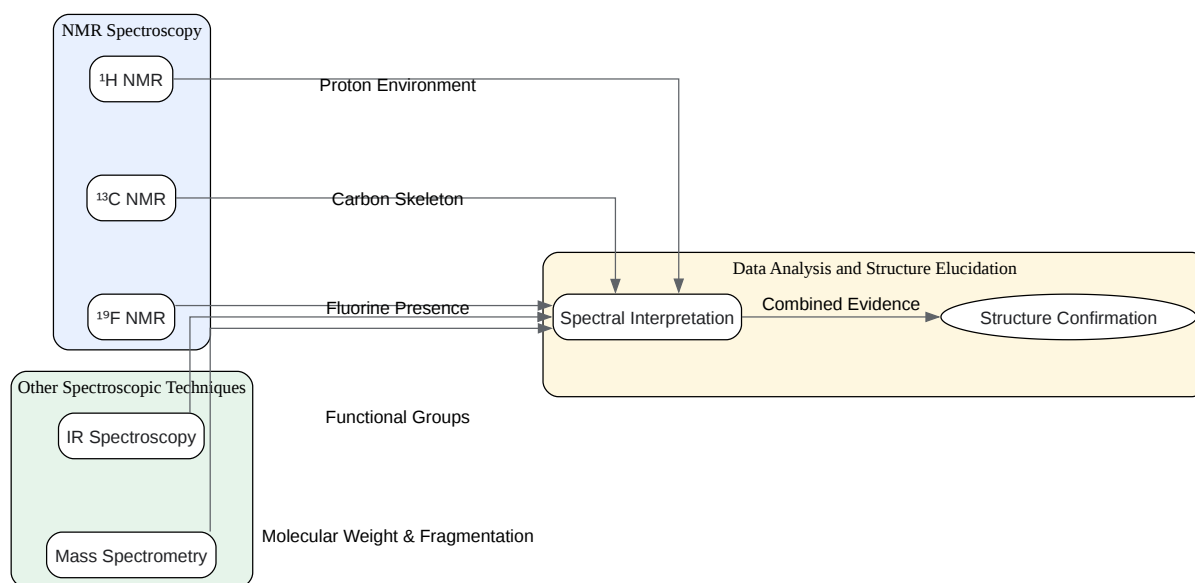 NMR Spectroscopy
¹H NMR
Proton Environment
¹³C NMR
Carbon Skeleton
¹⁹F NMR
Fluorine Presence
Data Analysis and Structure Elucidation
Spectral Interpretation
Combined Evidence
Structure Confirmation
Other Spectroscopic Techniques
IR Spectroscopy
Functional Groups
Mass Spectrometry
Molecular Weight & Fragmentation